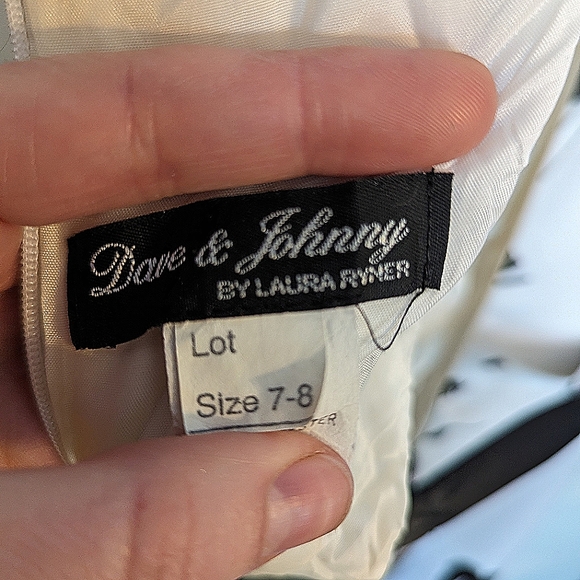 Dave & Johnny
BY LAURA RYNER
Lot
Size 7-8